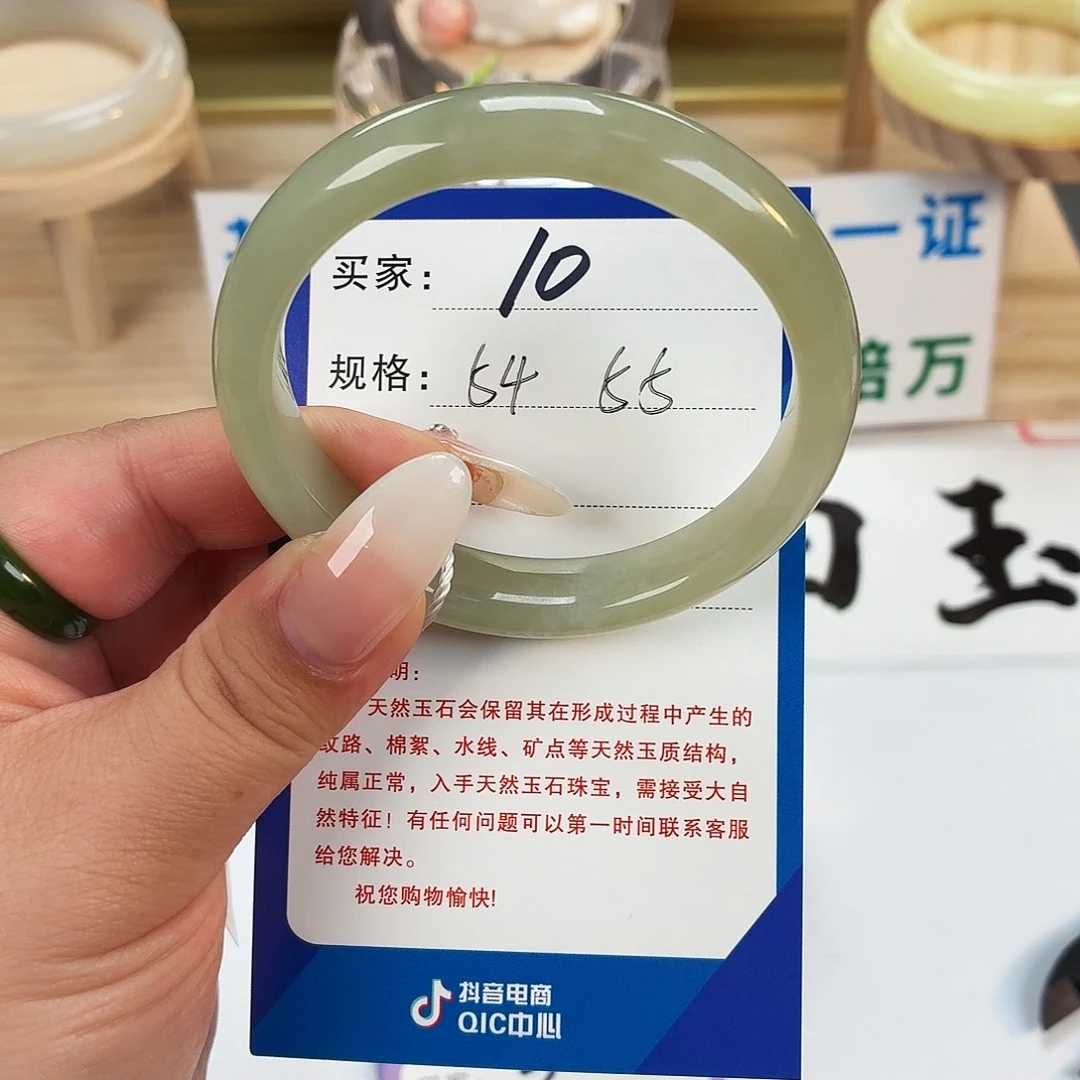 一证
买家：10
规格：54 55
赔万
玉
明：
天然玉石会保留其在形成过程中产生的
纹路、棉絮、水线、矿点等天然玉质结构，
纯属正常，入手天然玉石珠宝，需接受大自
然特征！有任何问题可以第一时间联系客服
给您解决。
祝您购物愉快！
抖音电商
QIC中心